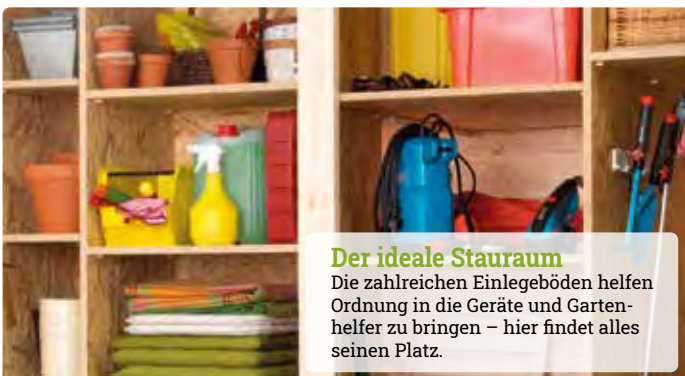 Der ideale Stauraum
Die zahlreichen Einlegeböden helfen
Ordnung in die Geräte und Garten-
helfer zu bringen – hier findet alles
seinen Platz.